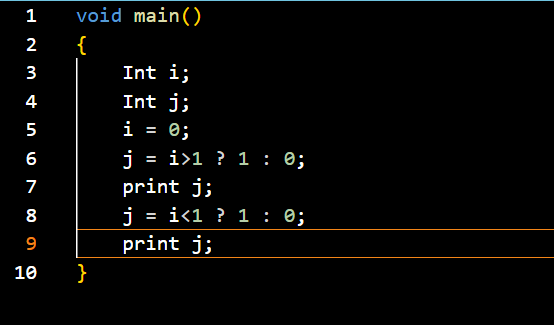 1 void main()
2 {
3 Int i;
4 Int j;
5 i = 0;
6 j = i>1 ? 1 : 0;
7 print j;
8 j = i<1 ? 1 : 0;
9 print j;
10 }